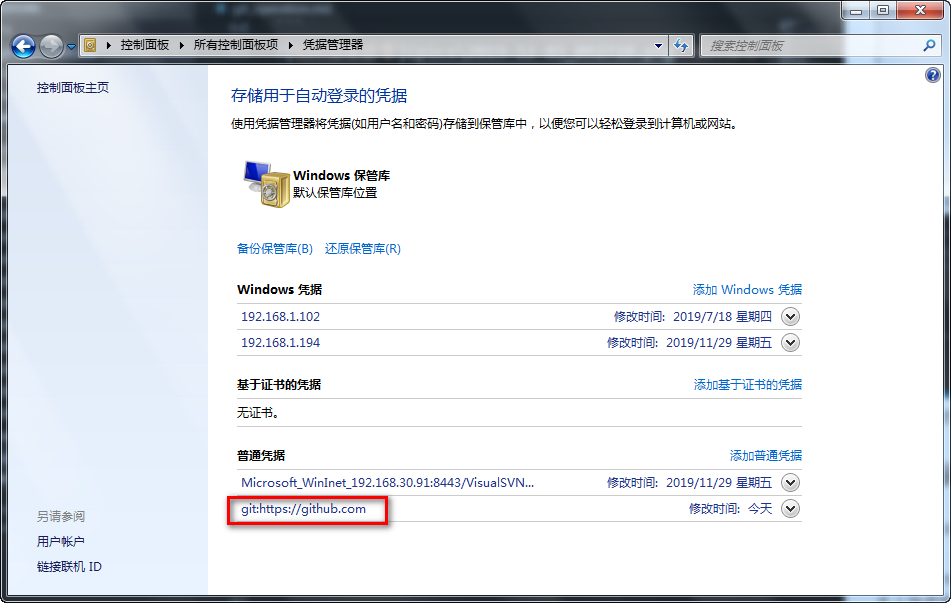 控制面板 ▸ 所有控制面板项 ▸ 凭据管理器
搜索控制面板
控制面板主页
存储用于自动登录的凭据
使用凭据管理器将凭据(如用户名和密码)存储到保管库中，以便您可以轻松登录到计算机或网站。
Windows 保管库
默认保管库位置
备份保管库(B) 还原保管库(R)
Windows 凭据 添加 Windows 凭据
192.168.1.102 修改时间: 2019/7/18 星期四
192.168.1.194 修改时间: 2019/11/29 星期五
基于证书的凭据 添加基于证书的凭据
无证书。
普通凭据 添加普通凭据
Microsoft_WinInet_192.168.30.91:8443/VisualSVN... 修改时间: 2019/11/29 星期五
git:https://github.com 修改时间: 今天
另请参阅
用户帐户
链接联机 ID